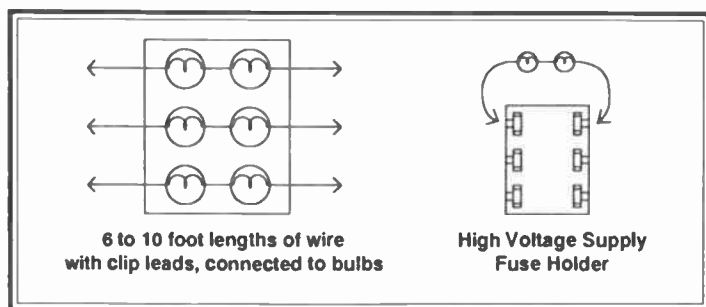 6 to 10 foot lengths of wire
with clip leads, connected to bulbs
High Voltage Supply
Fuse Holder